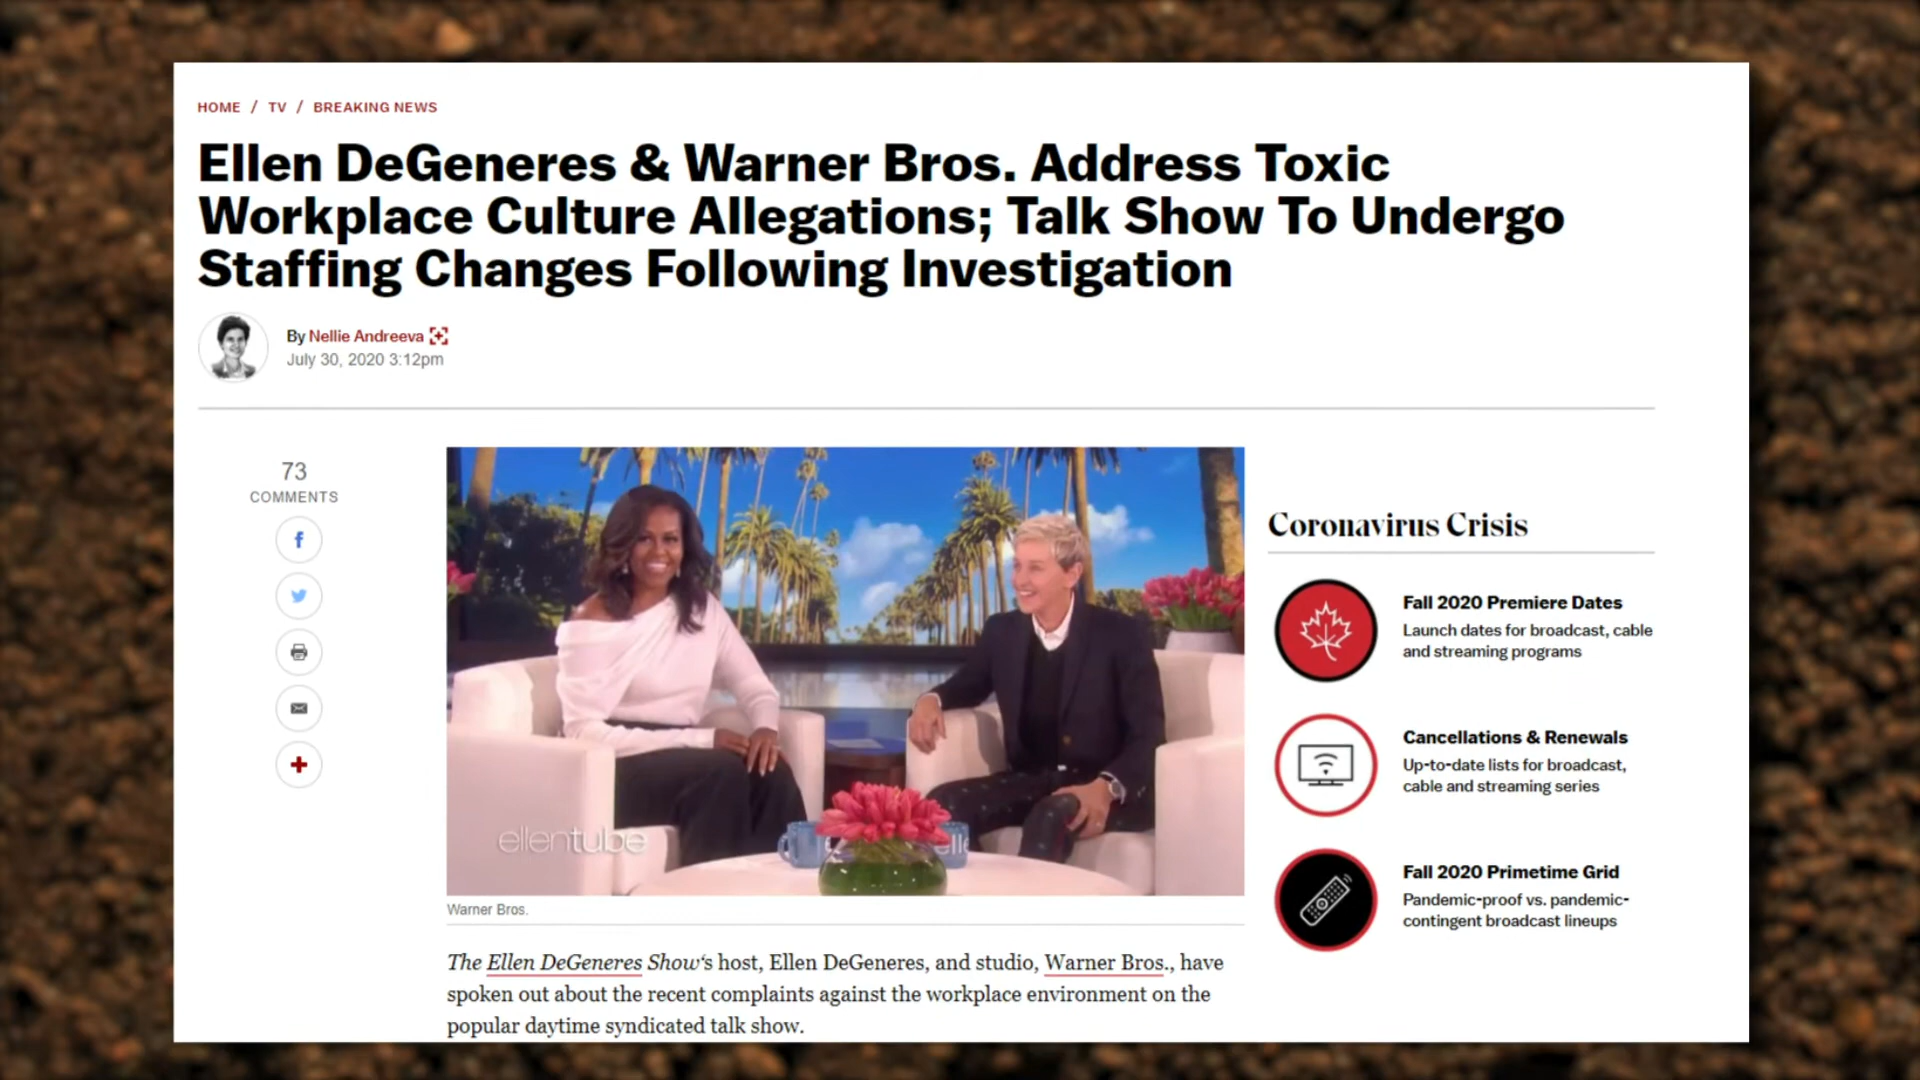 HOME / TV / BREAKING NEWS
Ellen DeGeneres & Warner Bros. Address Toxic
Workplace Culture Allegations; Talk Show To Undergo
Staffing Changes Following Investigation
By Nellie Andreeva
July 30, 2020 3:12pm
73
COMMENTS
ellentube
elle
Warner Bros.
The Ellen DeGeneres Show‘s host, Ellen DeGeneres, and studio, Warner Bros., have
spoken out about the recent complaints against the workplace environment on the
popular daytime syndicated talk show.
Coronavirus Crisis
Fall 2020 Premiere Dates
Launch dates for broadcast, cable
and streaming programs
Cancellations & Renewals
Up-to-date lists for broadcast,
cable and streaming series
Fall 2020 Primetime Grid
Pandemic-proof vs. pandemic-
contingent broadcast lineups